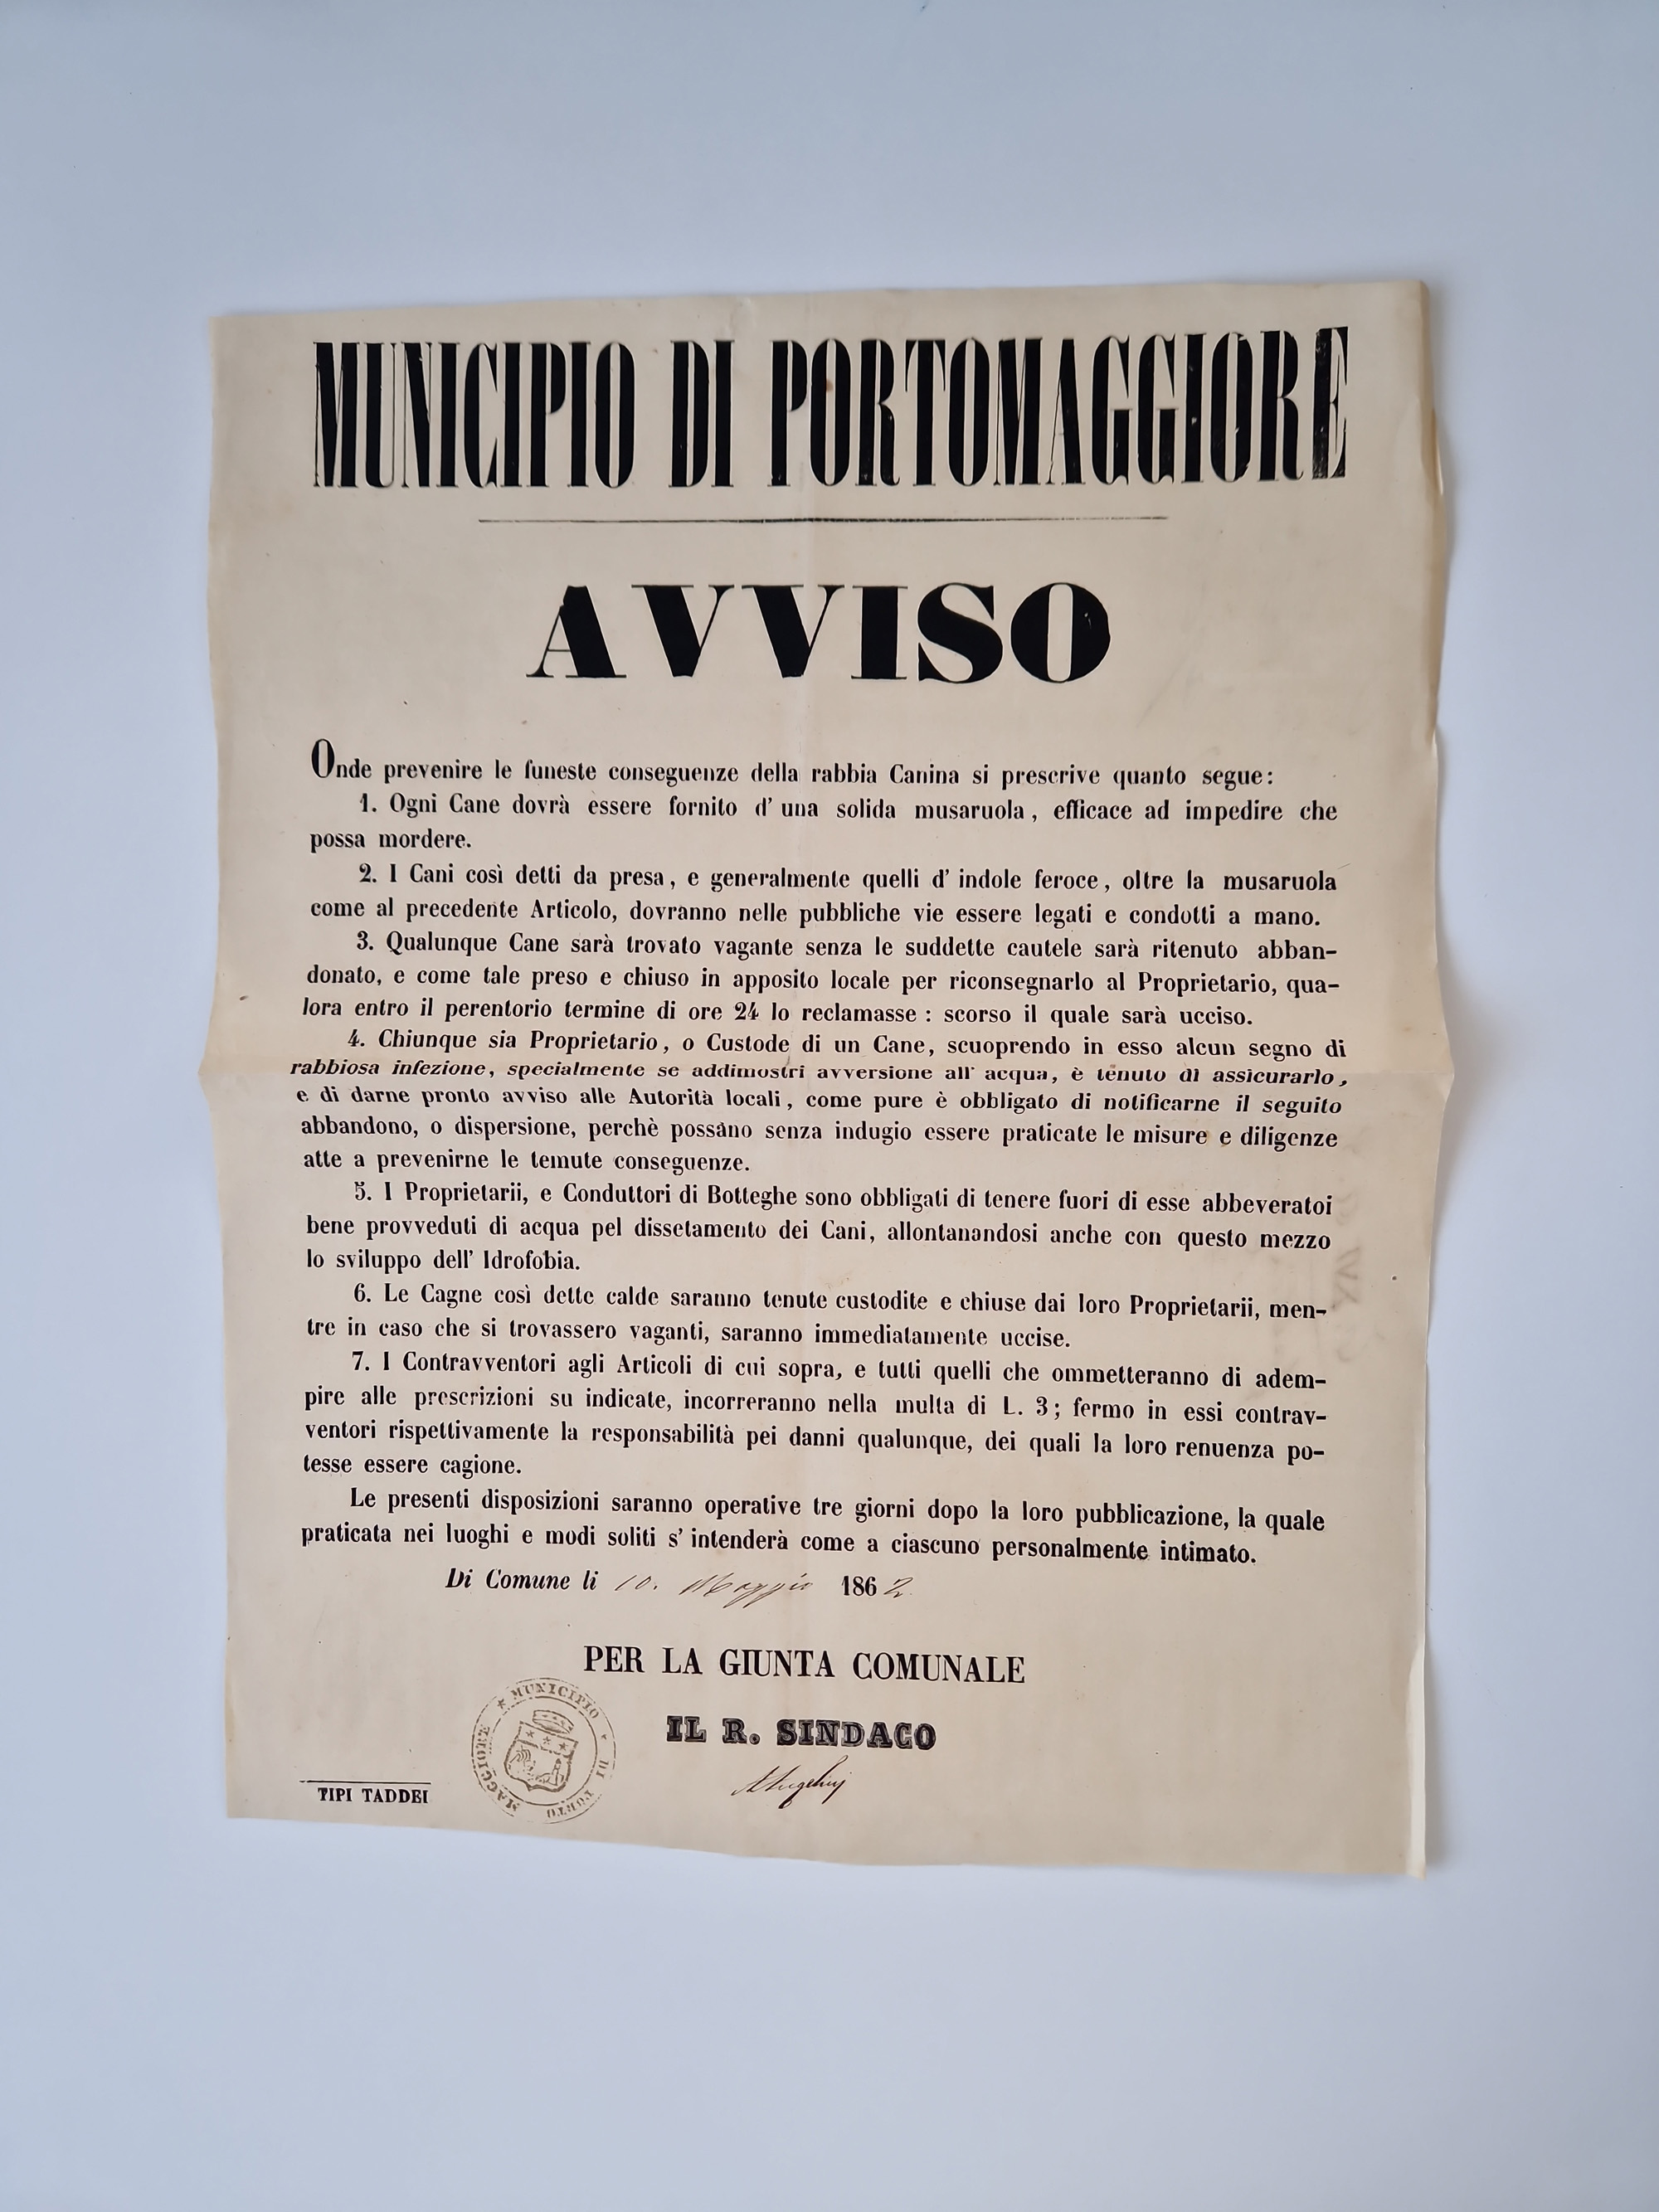 MUNICIPIO DI PORTOMAGGIORE
AVVISO
Onde prevenire le funeste conseguenze della rabbia Canina si prescrive quanto segue:
1. Ogni Cane dovrà essere fornito d' una solida musaruola, efficace ad impedire che
possa mordere.
2. I Cani così detti da presa, e generalmente quelli d' indole feroce, oltre la musaruola
come al precedente Articolo, dovranno nelle pubbliche vie essere legati e condotti a mano.
3. Qualunque Cane sarà trovato vagante senza le suddette cautele sarà ritenuto abban-
donato, e come tale preso e chiuso in apposito locale per riconsegnarlo al Proprietario, qua-
lora entro il perentorio termine di ore 24 lo reclamasse: scorso il quale sarà ucciso.
4. Chiunque sia Proprietario, o Custode di un Cane, scuoprendo in esso alcun segno di
rabbiosa infezione, specialmente se addimostri avversione all' acqua, è tenuto di assicurarlo,
e di darne pronto avviso alle Autorità locali, come pure è obbligato di notificarne il seguito
abbandono, o dispersione, perchè possano senza indugio essere praticate le misure e diligenze
atte a prevenirne le temute conseguenze.
5. I Proprietarii, e Conduttori di Botteghe sono obbligati di tenere fuori di esse abbeveratoi
bene provveduti di acqua pel dissetamento dei Cani, allontanandosi anche con questo mezzo
lo sviluppo dell' Idrofobia.
6. Le Cagne così dette calde saranno tenute custodite e chiuse dai loro Proprietarii, men-
tre in caso che si trovassero vaganti, saranno immediatamente uccise.
7. I Contravventori agli Articoli di cui sopra, e tutti quelli che ommetteranno di adem-
pire alle prescrizioni su indicate, incorreranno nella multa di L. 3; fermo in essi contrav-
ventori rispettivamente la responsabilità pei danni qualunque, dei quali la loro renuenza po-
tesse essere cagione.
Le presenti disposizioni saranno operative tre giorni dopo la loro pubblicazione, la quale
praticata nei luoghi e modi soliti s' intenderà come a ciascuno personalmente intimato.
Di Comune li 10. Maggio 1862
PER LA GIUNTA COMUNALE
IL R. SINDACO
MUNICIPIO DI PORTO MAGGIORE
TIPI TADDEI